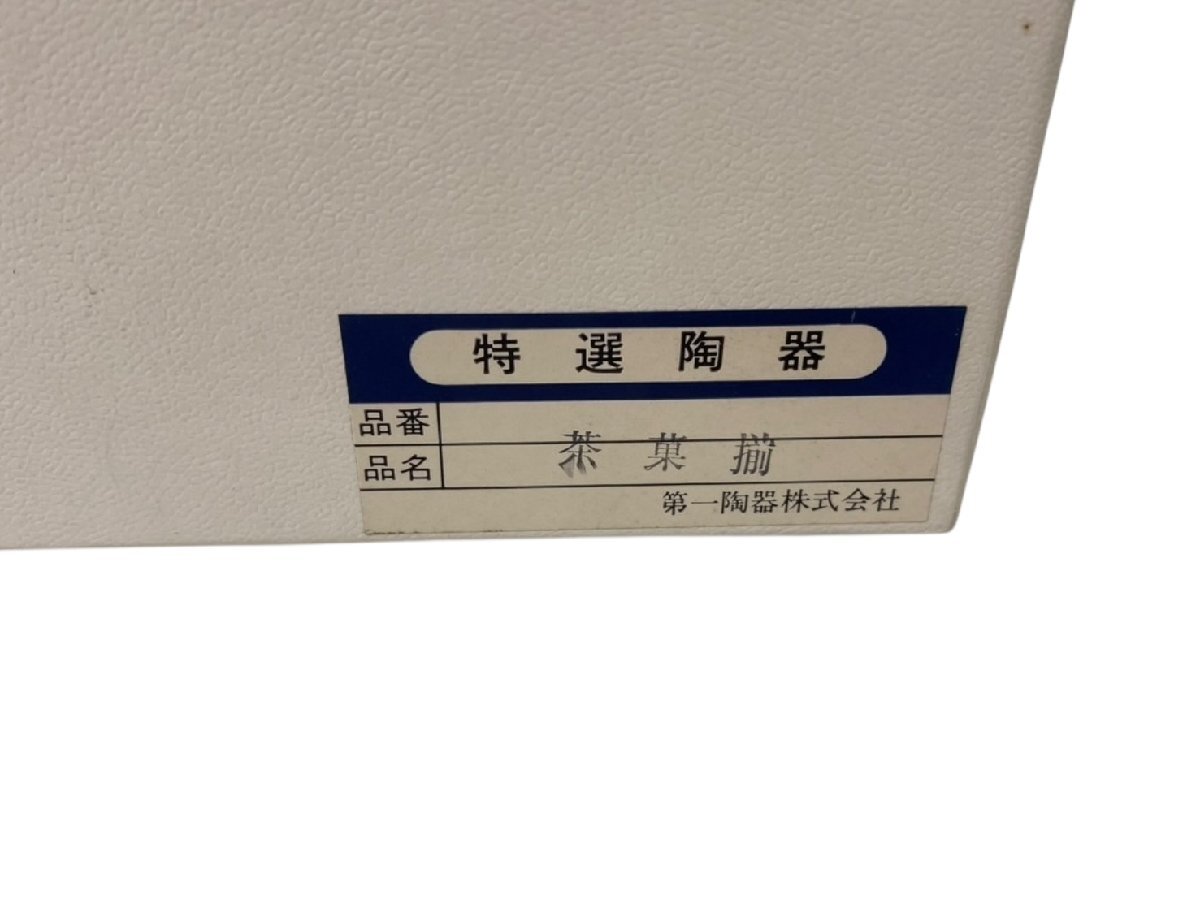 特選陶器
品番
茶菓揃
品名
第一陶器株式会社